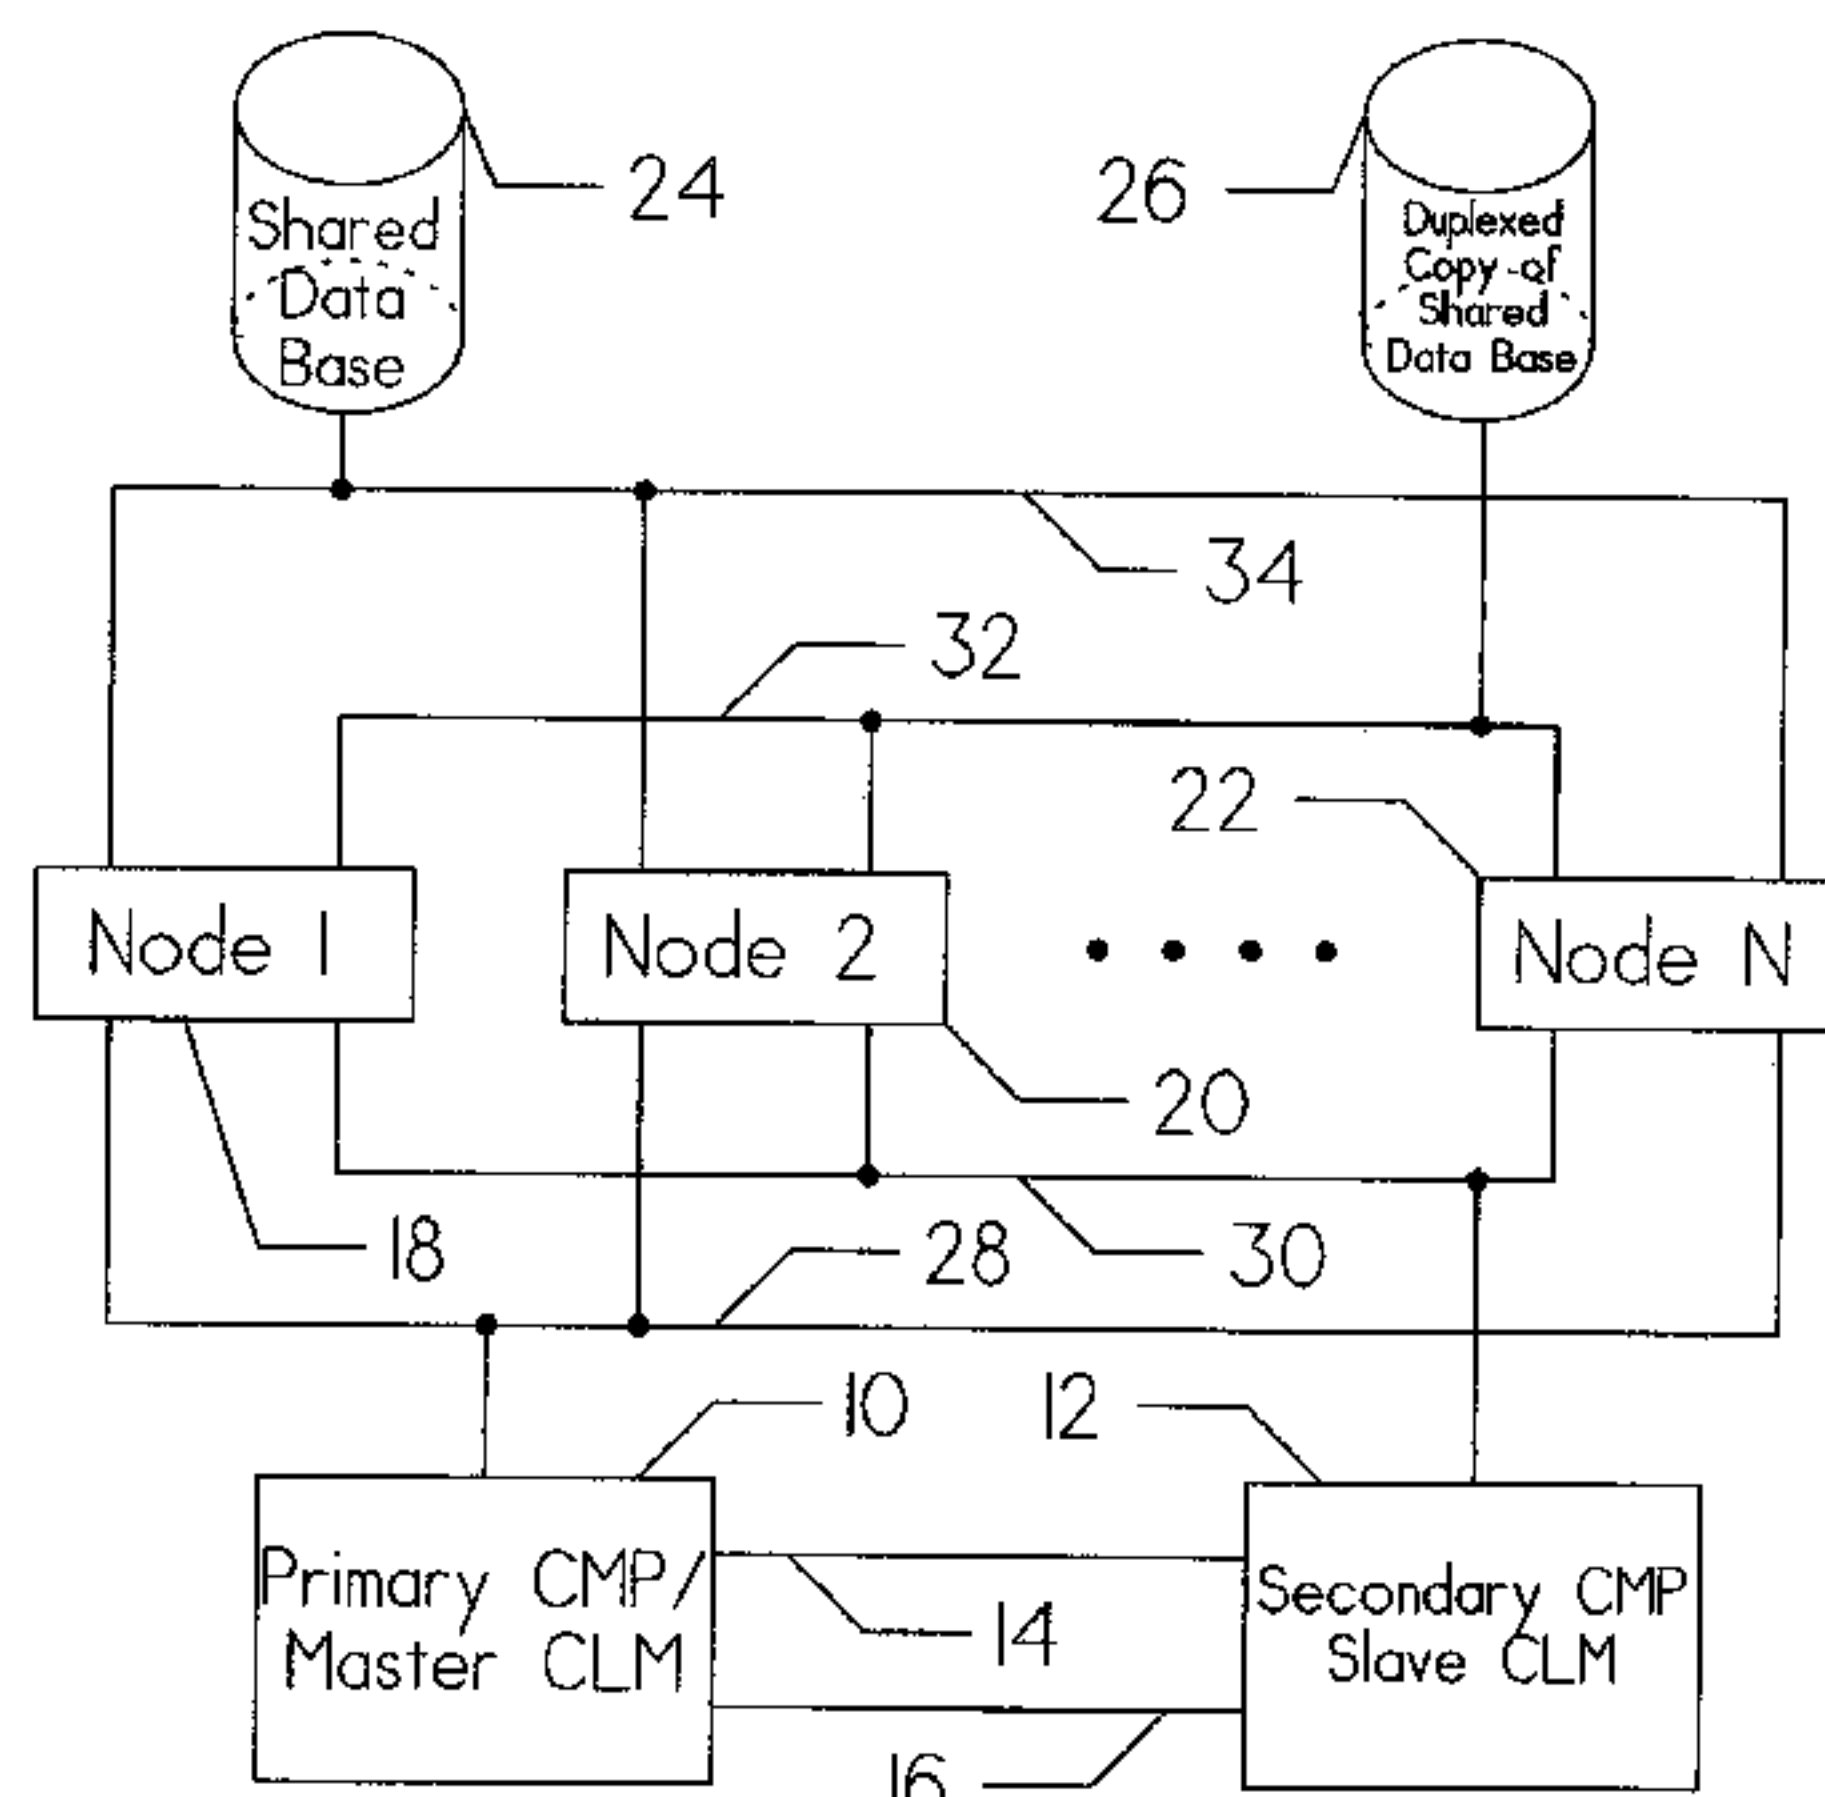 24
26
Shared
Data
Base
Duplexed
Copy of
Shared
Data Base
34
32
22
Node 1
Node 2
Node N
20
18
28
30
10
12
Primary CMP/
Master CLM
Secondary CMP
Slave CLM
14
16